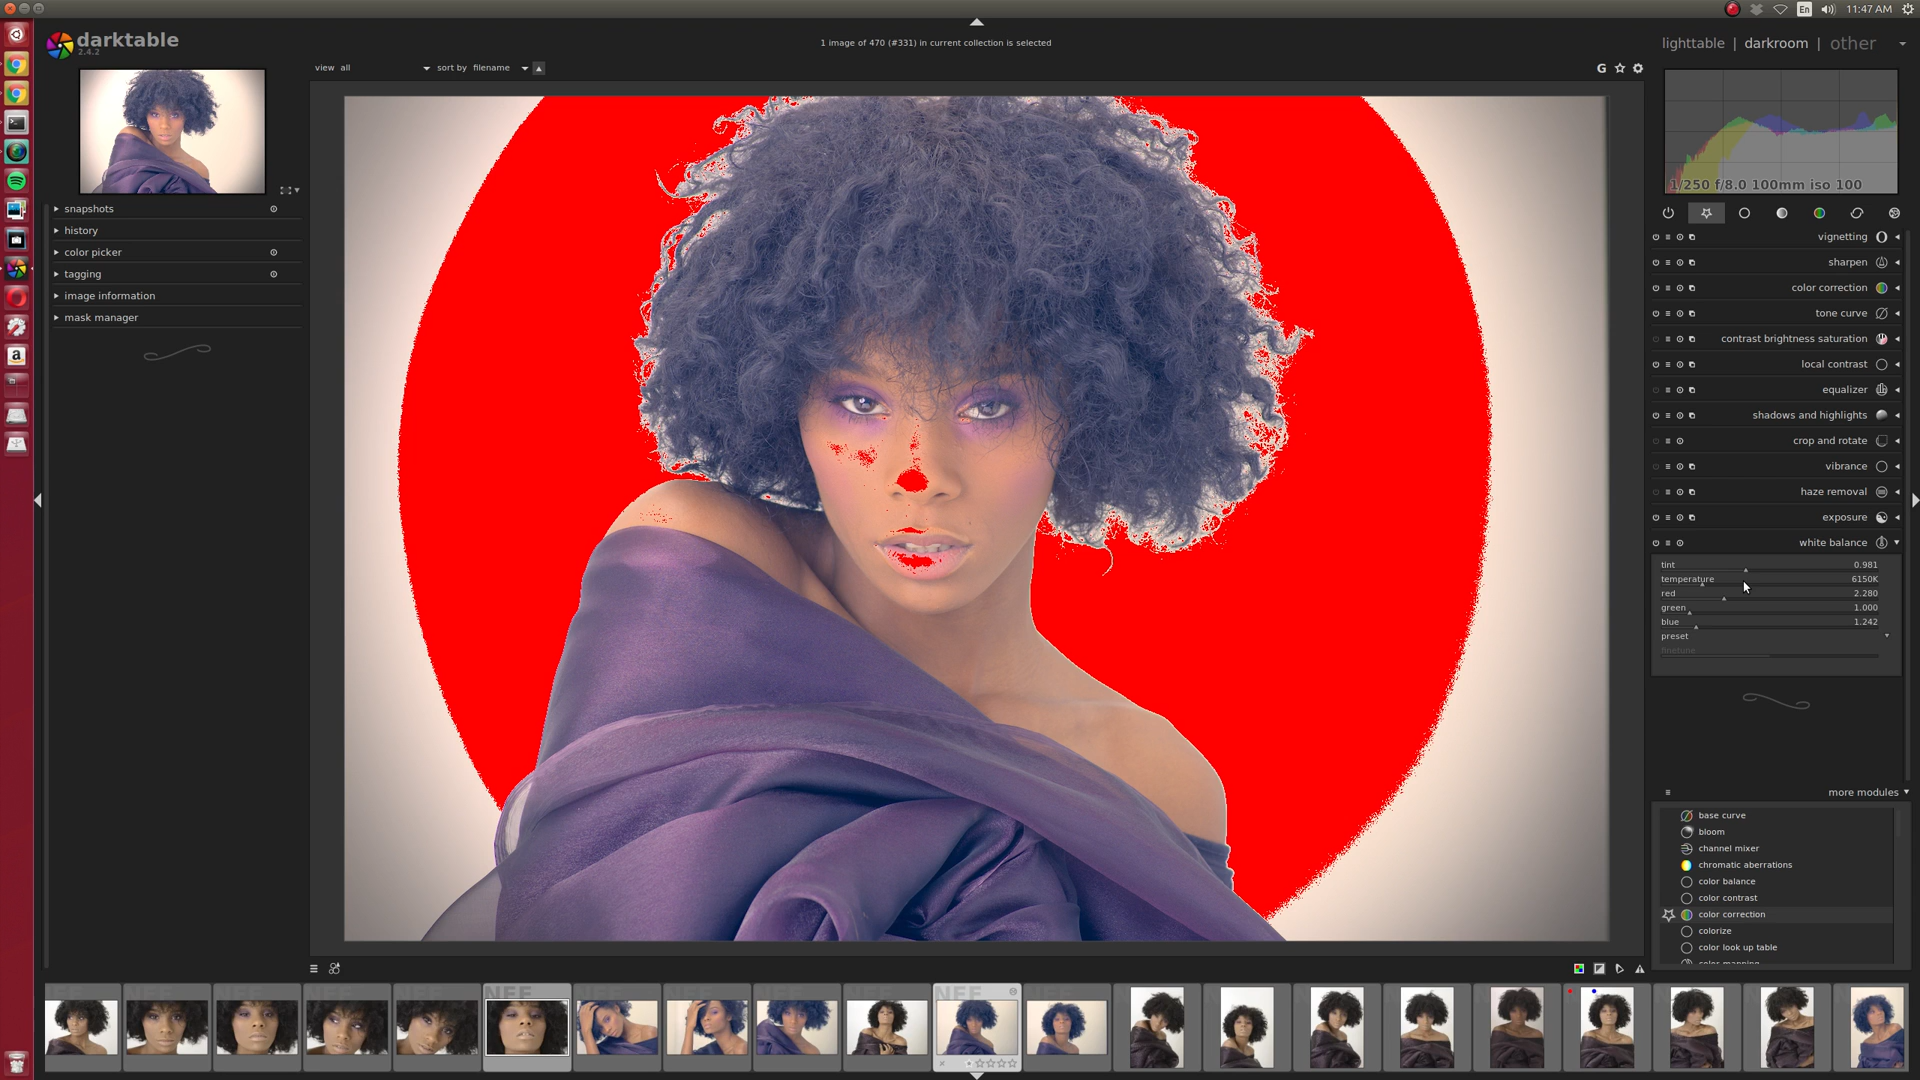 En
11:47 AM
darktable
2.4.2
1 image of 470 (#331) in current collection is selected
lighttable | darkroom | other
view all
sort by filename
G
1/250 f/8.0 100mm iso 100
snapshots
history
color picker
tagging
image information
mask manager
vignetting
sharpen
color correction
tone curve
contrast brightness saturation
local contrast
equalizer
shadows and highlights
crop and rotate
vibrance
haze removal
exposure
white balance
tint 0.981
temperature 6150K
red 2.280
green 1.000
blue 1.242
preset
finetune
more modules
base curve
bloom
channel mixer
chromatic aberrations
color balance
color contrast
color correction
colorize
color look up table
color mapping
NEF
NEF